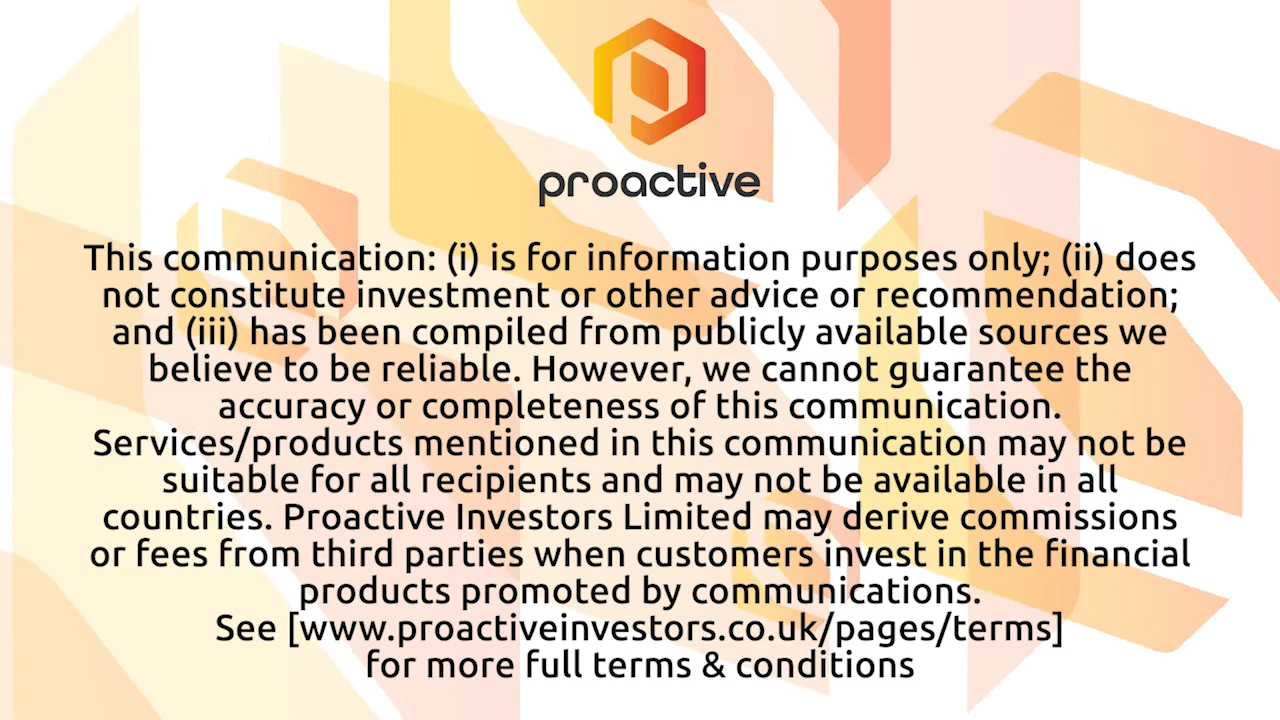 proactive
This communication: (i) is for information purposes only; (ii) does
not constitute investment or other advice or recommendation;
and (iii) has been compiled from publicly available sources we
believe to be reliable. However, we cannot guarantee the
accuracy or completeness of this communication.
Services/products mentioned in this communication may not be
suitable for all recipients and may not be available in all
countries. Proactive Investors Limited may derive commissions
or fees from third parties when customers invest in the financial
products promoted by communications.
See [www.proactiveinvestors.co.uk/pages/terms]
for more full terms & conditions